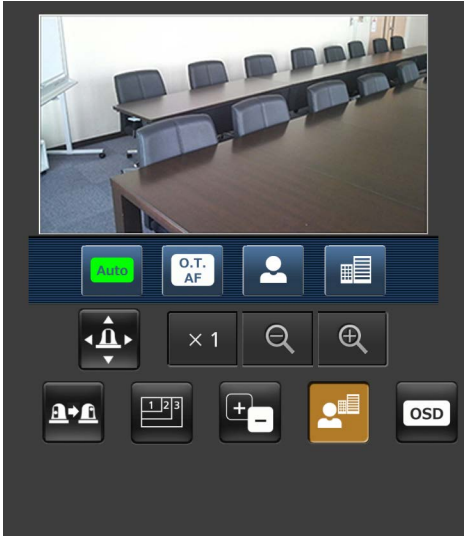 Auto
O.T.
AF
× 1
1 2 3
+
−
OSD